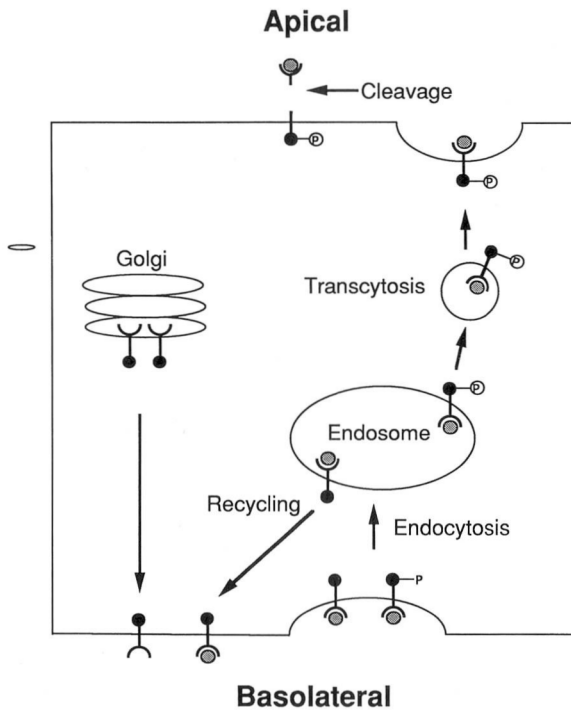 Apical
Cleavage
P
P
Golgi
P
Transcytosis
P
Endosome
Recycling
Endocytosis
P
Basolateral